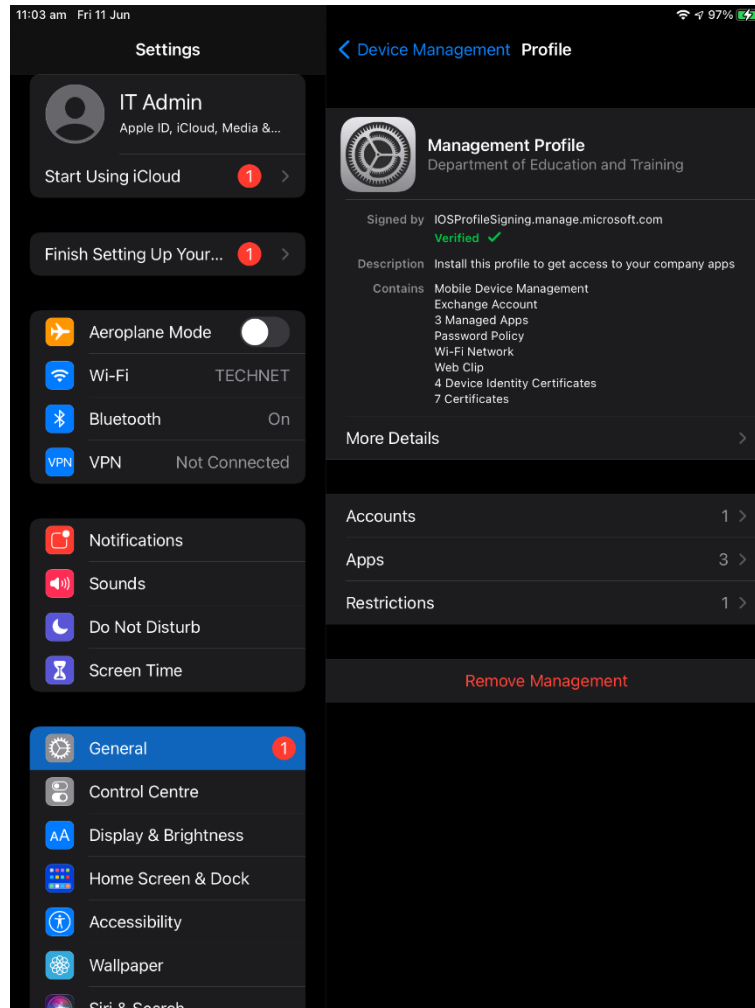 11:03 am Fri 11 Jun
97%
Settings
IT Admin
Apple ID, iCloud, Media &...
Start Using iCloud 1
Finish Setting Up Your... 1
Aeroplane Mode
Wi-Fi TECHNET
Bluetooth On
VPN VPN Not Connected
Notifications
Sounds
Do Not Disturb
Screen Time
General 1
Control Centre
AA Display & Brightness
Home Screen & Dock
Accessibility
Wallpaper
Siri & Search
Device Management Profile
Management Profile
Department of Education and Training
Signed by IOSProfileSigning.manage.microsoft.com
Verified ✓
Description Install this profile to get access to your company apps
Contains Mobile Device Management
Exchange Account
3 Managed Apps
Password Policy
Wi-Fi Network
Web Clip
4 Device Identity Certificates
7 Certificates
More Details
Accounts 1
Apps 3
Restrictions 1
Remove Management